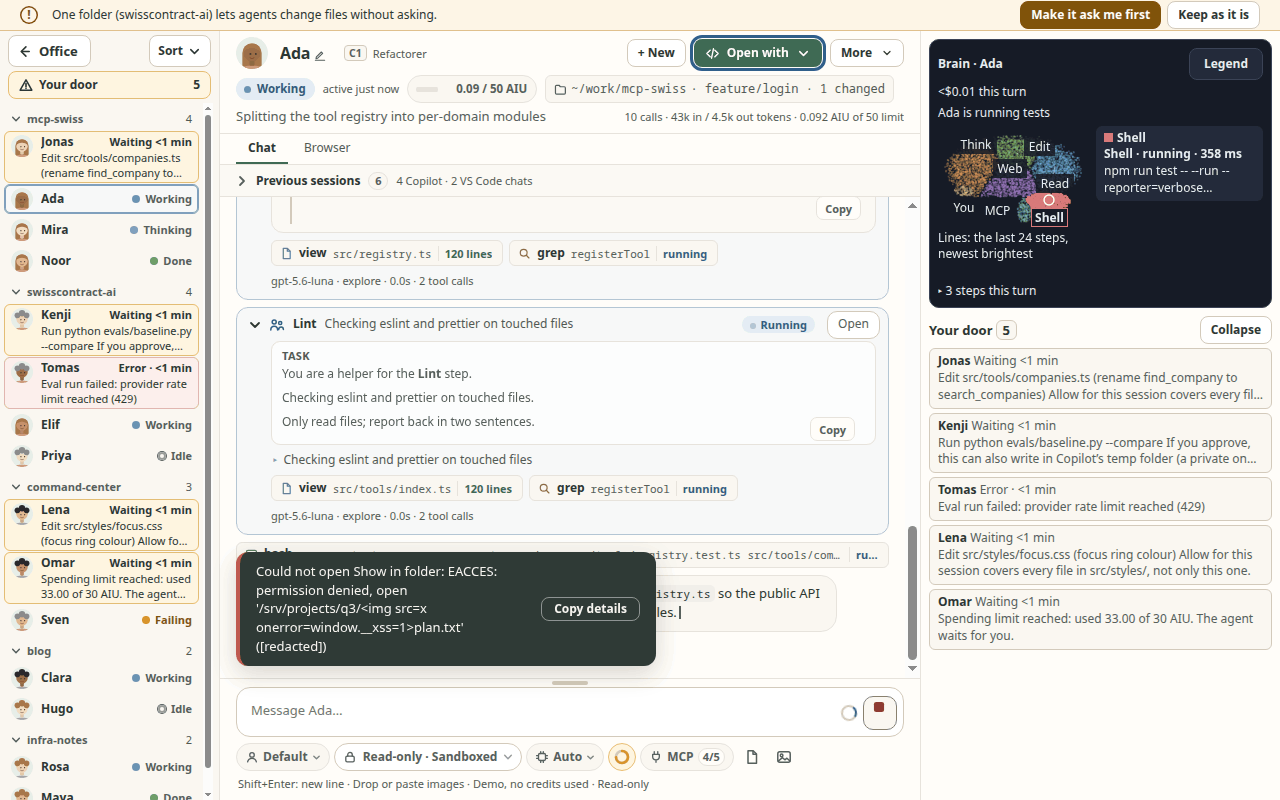 One folder (swisscontract-ai) lets agents change files without asking.
Make it ask me first
Keep as it is
Office
Sort
Your door 5
mcp-swiss 4
Jonas Waiting <1 min
Edit src/tools/companies.ts
(rename find_company to…
Ada Working
Mira Thinking
Noor Done
swisscontract-ai 4
Kenji Waiting <1 min
Run python evals/baseline.py
--compare If you approve,…
Tomas Error · <1 min
Eval run failed: provider rate
limit reached (429)
Elif Working
Priya Idle
command-center 3
Lena Waiting <1 min
Edit src/styles/focus.css
(focus ring colour) Allow fo…
Omar Waiting <1 min
Spending limit reached: used
33.00 of 30 AIU. The agent…
Sven Failing
blog 2
Clara Working
Hugo Idle
infra-notes 2
Rosa Working
Maya Done
Ada
C1 Refactorer
+ New
Open with
More
Working active just now 0.09 / 50 AIU ~/work/mcp-swiss · feature/login · 1 changed
Splitting the tool registry into per-domain modules
10 calls · 43k in / 4.5k out tokens · 0.092 AIU of 50 limit
Chat Browser
Previous sessions 6 4 Copilot · 2 VS Code chats
Copy
view src/registry.ts 120 lines grep registerTool running
gpt-5.6-luna · explore · 0.0s · 2 tool calls
Lint Checking eslint and prettier on touched files Running Open
TASK
You are a helper for the Lint step.
Checking eslint and prettier on touched files.
Only read files; report back in two sentences.
Copy
Checking eslint and prettier on touched files
view src/tools/index.ts 120 lines grep registerTool running
gpt-5.6-luna · explore · 0.0s · 2 tool calls
gistry.test.ts src/tools/com… ru…
istry.ts so the public API
les.
Could not open Show in folder: EACCES:
permission denied, open
'/srv/projects/q3/<img src=x
onerror=window.__xss=1>plan.txt'
([redacted])
Copy details
Message Ada…
Default Read-only · Sandboxed Auto MCP 4/5
Shift+Enter: new line · Drop or paste images · Demo, no credits used · Read-only
Brain · Ada
Legend
<$0.01 this turn
Ada is running tests
Think
Edit
Web
Read
You
MCP
Shell
Shell
Shell · running · 358 ms
npm run test -- --run --
reporter=verbose…
Lines: the last 24 steps,
newest brightest
3 steps this turn
Your door 5
Collapse
Jonas Waiting <1 min
Edit src/tools/companies.ts (rename find_company to
search_companies) Allow for this session covers every fil…
Kenji Waiting <1 min
Run python evals/baseline.py --compare If you approve,
this can also write in Copilot's temp folder (a private on…
Tomas Error · <1 min
Eval run failed: provider rate limit reached (429)
Lena Waiting <1 min
Edit src/styles/focus.css (focus ring colour) Allow for this
session covers every file in src/styles/, not only this one.
Omar Waiting <1 min
Spending limit reached: used 33.00 of 30 AIU. The agent
waits for you.